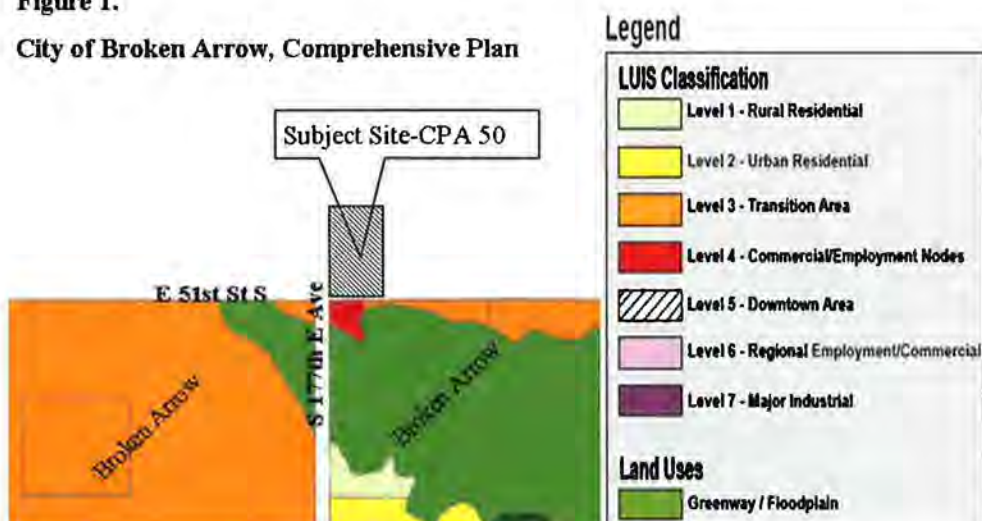 Figure 1.
City of Broken Arrow, Comprehensive Plan
Subject Site-CPA 50
E 51st St S
S 177th E Ave
Broken Arrow
Broken Arrow
Legend
LUIS Classification
Level 1 - Rural Residential
Level 2 - Urban Residential
Level 3 - Transition Area
Level 4 - Commercial/Employment Nodes
Level 5 - Downtown Area
Level 6 - Regional Employment/Commercial
Level 7 - Major Industrial
Land Uses
Greenway / Floodplain